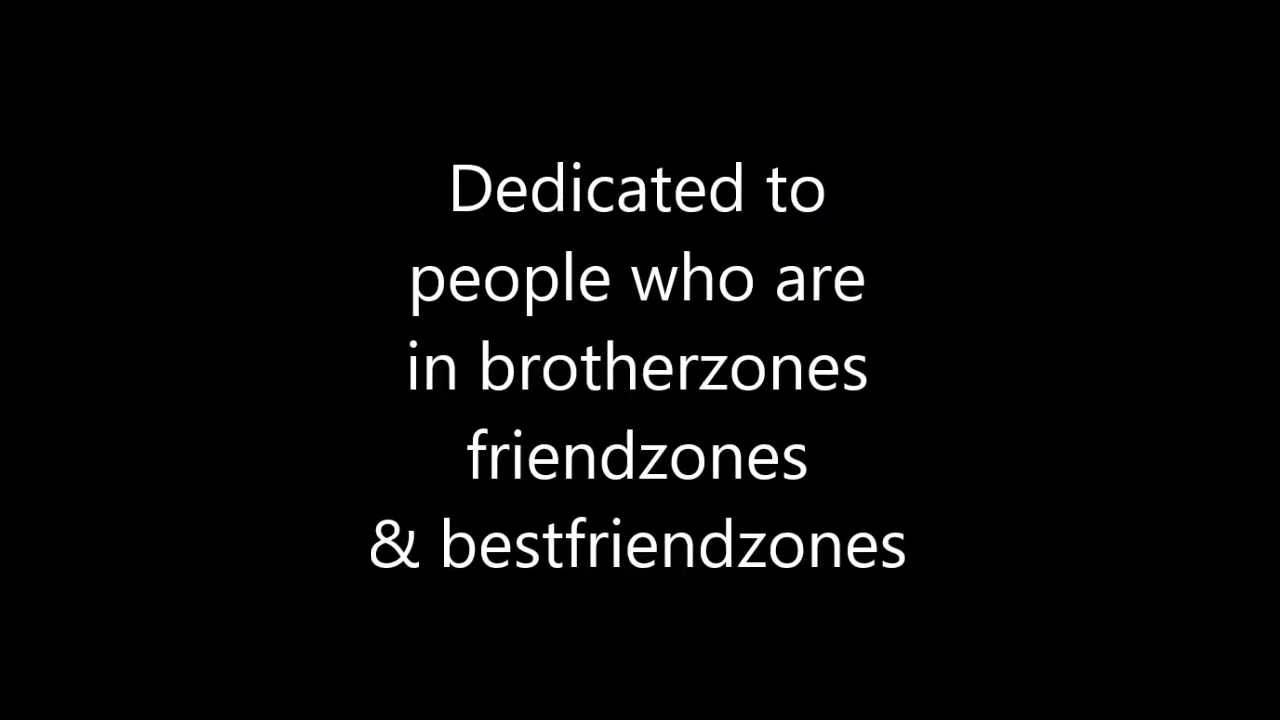 Dedicated to
people who are
in brotherzones
friendzones
& bestfriendzones